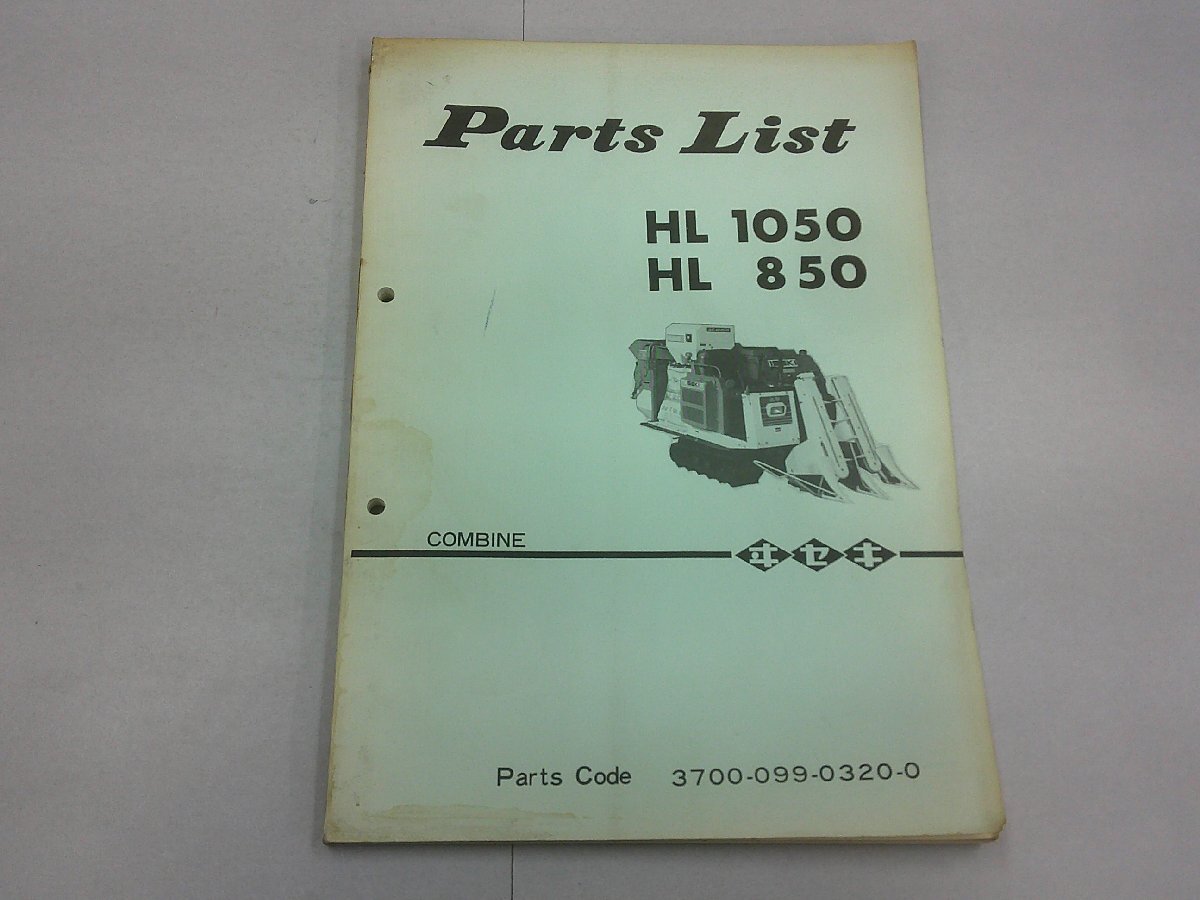 Parts List
HL 1050
HL 850
COMBINE
ヰセキ
Parts Code 3700-099-0320-0